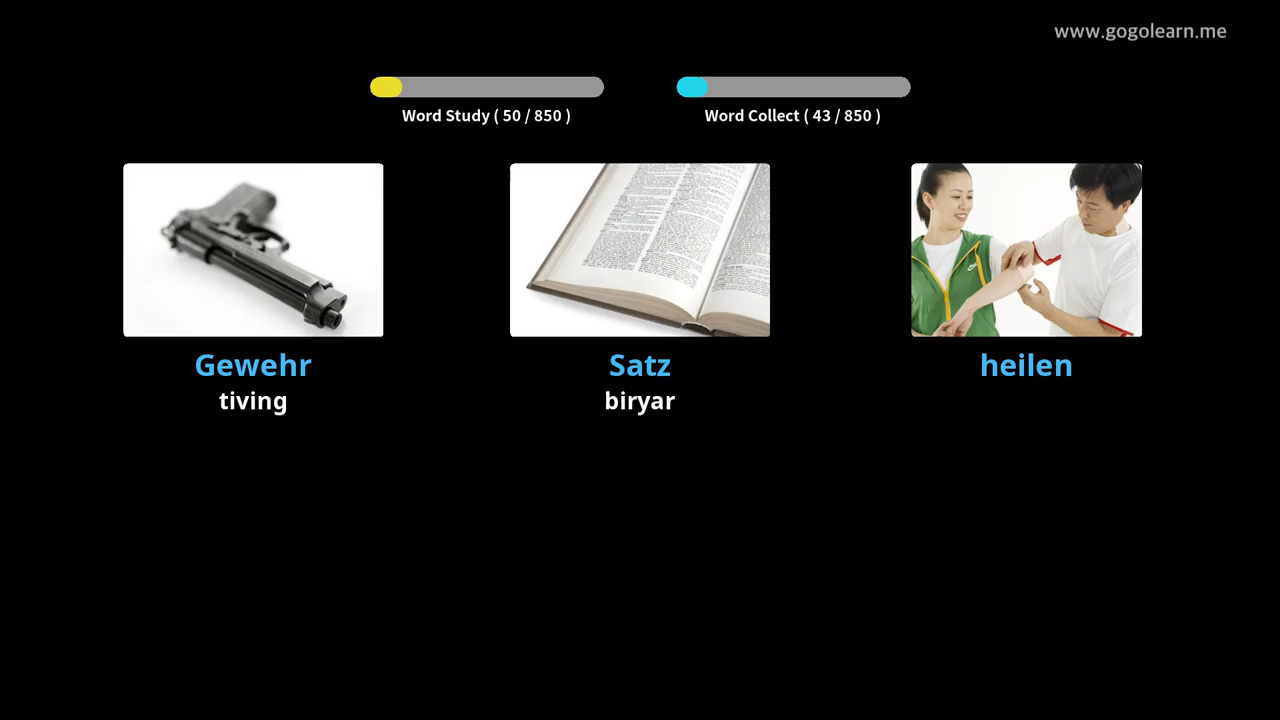 www.gogolearn.me
Word Study ( 50 / 850 )
Word Collect ( 43 / 850 )
Gewehr
tiving
Satz
biryar
heilen